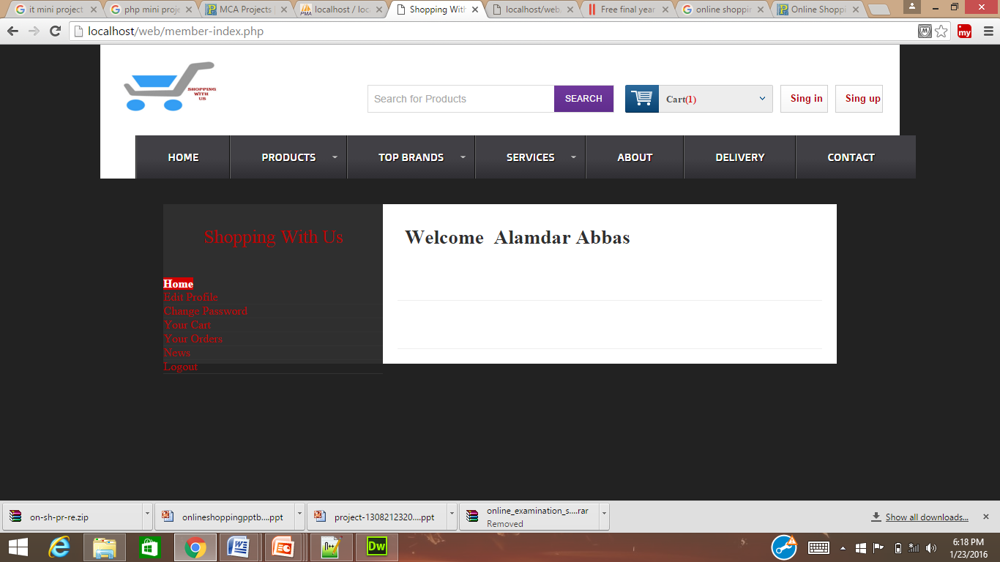 it mini project
php mini proje
MCA Projects
localhost / loc
Shopping With
localhost/web
Free final year
online shoppin
Online Shoppi
localhost/web/member-index.php
my
SHOPPING
WITH
US
Search for Products
SEARCH
Cart(1)
Sing in
Sing up
HOME
PRODUCTS
TOP BRANDS
SERVICES
ABOUT
DELIVERY
CONTACT
Shopping With Us
Home
Edit Profile
Change Password
Your Cart
Your Orders
News
Logout
Welcome Alamdar Abbas
on-sh-pr-re.zip
onlineshoppingpptb....ppt
project-1308212320....ppt
online_examination_s....rar
Removed
Show all downloads...
Dw
6:18 PM
1/23/2016